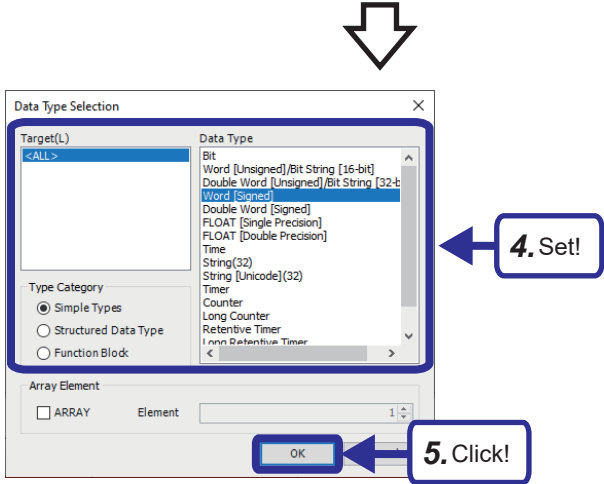 Data Type Selection
Target(L)
<ALL>
Data Type
Bit
Word [Unsigned]/Bit String [16-bit]
Double Word [Unsigned]/Bit String [32-b
Word [Signed]
Double Word [Signed]
FLOAT [Single Precision]
FLOAT [Double Precision]
Time
String(32)
String [Unicode](32)
Timer
Counter
Long Counter
Retentive Timer
Long Retentive Timer
Type Category
Simple Types
Structured Data Type
Function Block
4. Set!
Array Element
ARRAY Element 1
OK
5. Click!